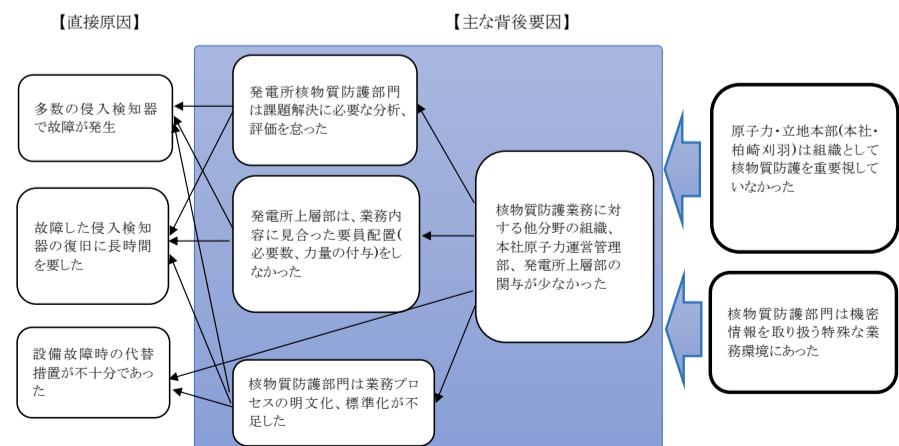 【直接原因】
【主な背後要因】
多数の侵入検知器
で故障が発生
故障した侵入検知
器の復旧に長時間
を要した
設備故障時の代替
措置が不十分であっ
た
発電所核物質防護部門
は課題解決に必要な分析、
評価を怠った
発電所上層部は、業務内
容に見合った要員配置(
必要数、力量の付与)をし
なかった
核物質防護部門は業務プロ
セスの明文化、標準化が不
足した
核物質防護業務に対
する他分野の組織、
本社原子力運営管理
部、発電所上層部の
関与が少なかった
原子力・立地本部(本社・
柏崎刈羽)は組織として
核物質防護を重要視し
ていなかった
核物質防護部門は機密
情報を取り扱う特殊な業
務環境にあった